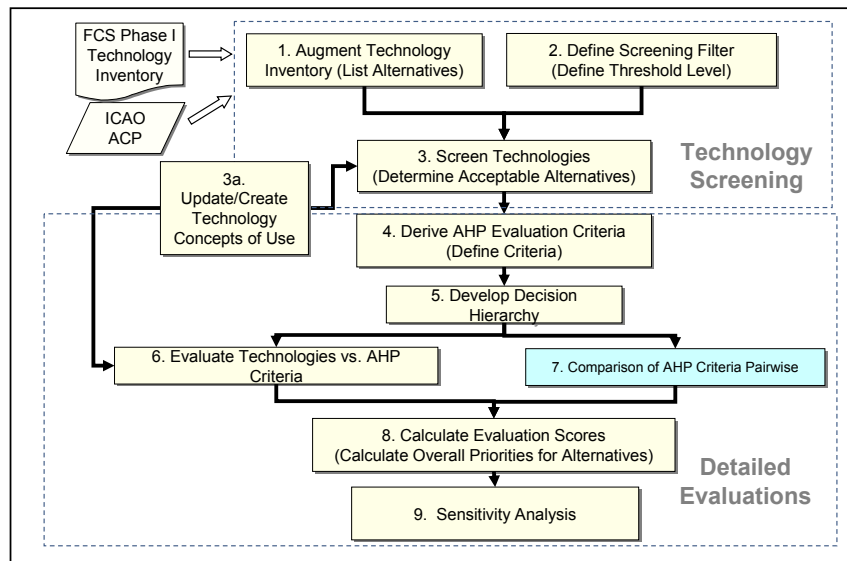 FCS Phase I
Technology
Inventory
ICAO
ACP
1. Augment Technology
Inventory (List Alternatives)
2. Define Screening Filter
(Define Threshold Level)
3. Screen Technologies
(Determine Acceptable Alternatives)
Technology
Screening
3a.
Update/Create
Technology
Concepts of Use
4. Derive AHP Evaluation Criteria
(Define Criteria)
5. Develop Decision
Hierarchy
6. Evaluate Technologies vs. AHP
Criteria
7. Comparison of AHP Criteria Pairwise
8. Calculate Evaluation Scores
(Calculate Overall Priorities for Alternatives)
Detailed
Evaluations
9. Sensitivity Analysis